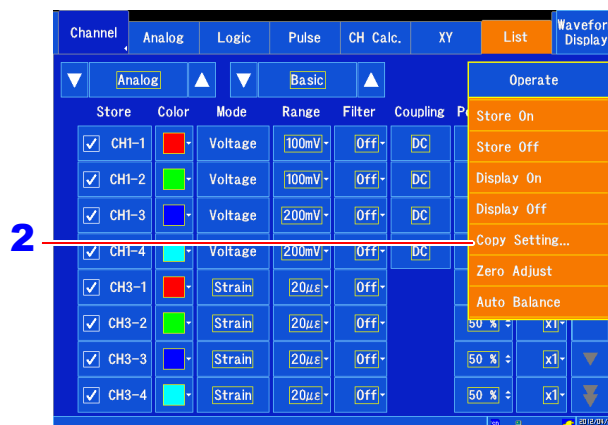 Channel Analog Logic Pulse CH Calc. XY List Wavefor
Display
Analog Basic Operate
Store Color Mode Range Filter Coupling P
Store On
CH1-1 Voltage 100mV Off DC
Store Off
CH1-2 Voltage 100mV Off DC
Display On
CH1-3 Voltage 200mV Off DC
Display Off
2 Copy Setting...
CH1-4 Voltage 200mV Off DC
Zero Adjust
CH3-1 Strain 20με Off
Auto Balance
CH3-2 Strain 20με Off 50 % x1
CH3-3 Strain 20με Off 50 % x1
CH3-4 Strain 20με Off 50 % x1